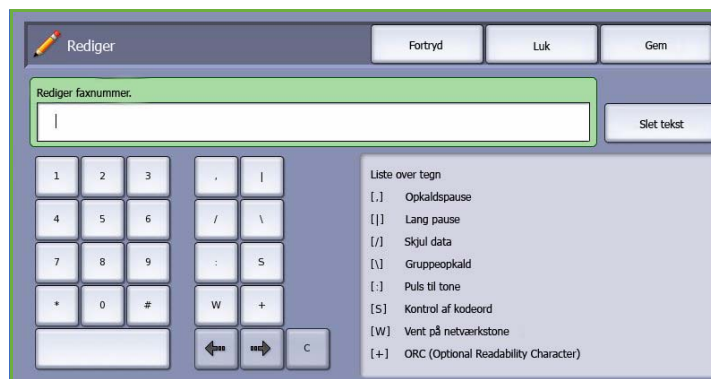 Rediger
Fortryd
Luk
Gem
Rediger faxnummer.
Slet tekst
1 2 3 , |
4 5 6 / \
7 8 9 : S
* 0 # W +
C
Liste over tegn
[,] Opkaldspause
[|] Lang pause
[/] Skjul data
[\] Gruppeopkald
[:] Puls til tone
[S] Kontrol af kodeord
[W] Vent på netværkstone
[+] ORC (Optional Readability Character)